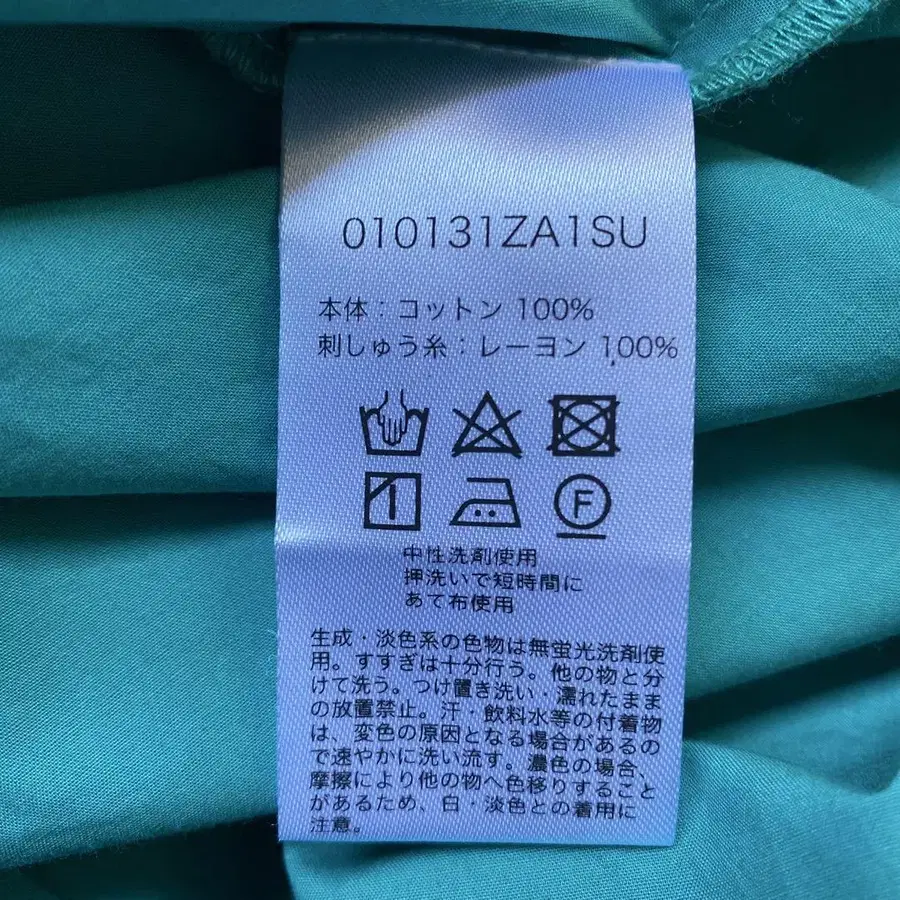 010131ZA1SU
本体：コットン 100%
刺しゅう糸：レーヨン 100%
F
中性洗剤使用
押洗いで短時間に
あて布使用
生成・淡色系の色物は無蛍光洗剤使
用。すすぎは十分行う。他の物と分
けて洗う。つけ置き洗い・濡れたまま
の放置禁止。汗・飲料水等の付着物
は、変色の原因となる場合があるの
で速やかに洗い流す。濃色の場合、
摩擦により他の物へ色移りすること
があるため、白・淡色との着用に
注意。